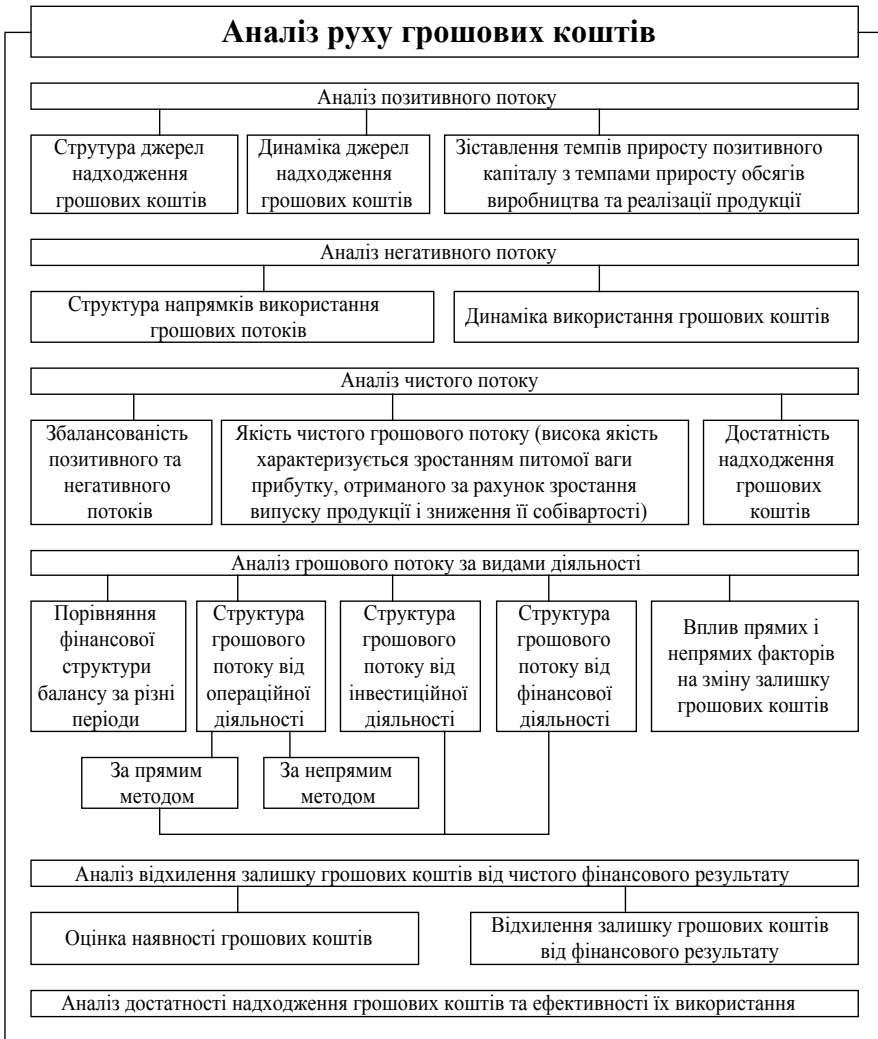 Аналіз руху грошових коштів
Аналіз позитивного потоку
Струтура джерел
надходження
грошових коштів
Динаміка джерел
надходження
грошових коштів
Зіставлення темпів приросту позитивного
капіталу з темпами приросту обсягів
виробництва та реалізації продукції
Аналіз негативного потоку
Структура напрямків використання
грошових потоків
Динаміка використання грошових коштів
Аналіз чистого потоку
Збалансованість
позитивного та
негативного
потоків
Якість чистого грошового потоку (висока якість
характеризується зростанням питомої ваги
прибутку, отриманого за рахунок зростання
випуску продукції і зниження її собівартості)
Достатність
надходження
грошових
коштів
Аналіз грошового потоку за видами діяльності
Порівняння
фінансової
структури
балансу за різні
періоди
Структура
грошового
потоку від
операційної
діяльності
Структура
грошового
потоку від
інвестиційної
діяльності
Структура
грошового
потоку від
фінансової
діяльності
Вплив прямих і
непрямих факторів
на зміну залишку
грошових коштів
За прямим
методом
За непрямим
методом
Аналіз відхилення залишку грошових коштів від чистого фінансового результату
Оцінка наявності грошових коштів
Відхилення залишку грошових коштів
від фінансового результату
Аналіз достатності надходження грошових коштів та ефективності їх використання